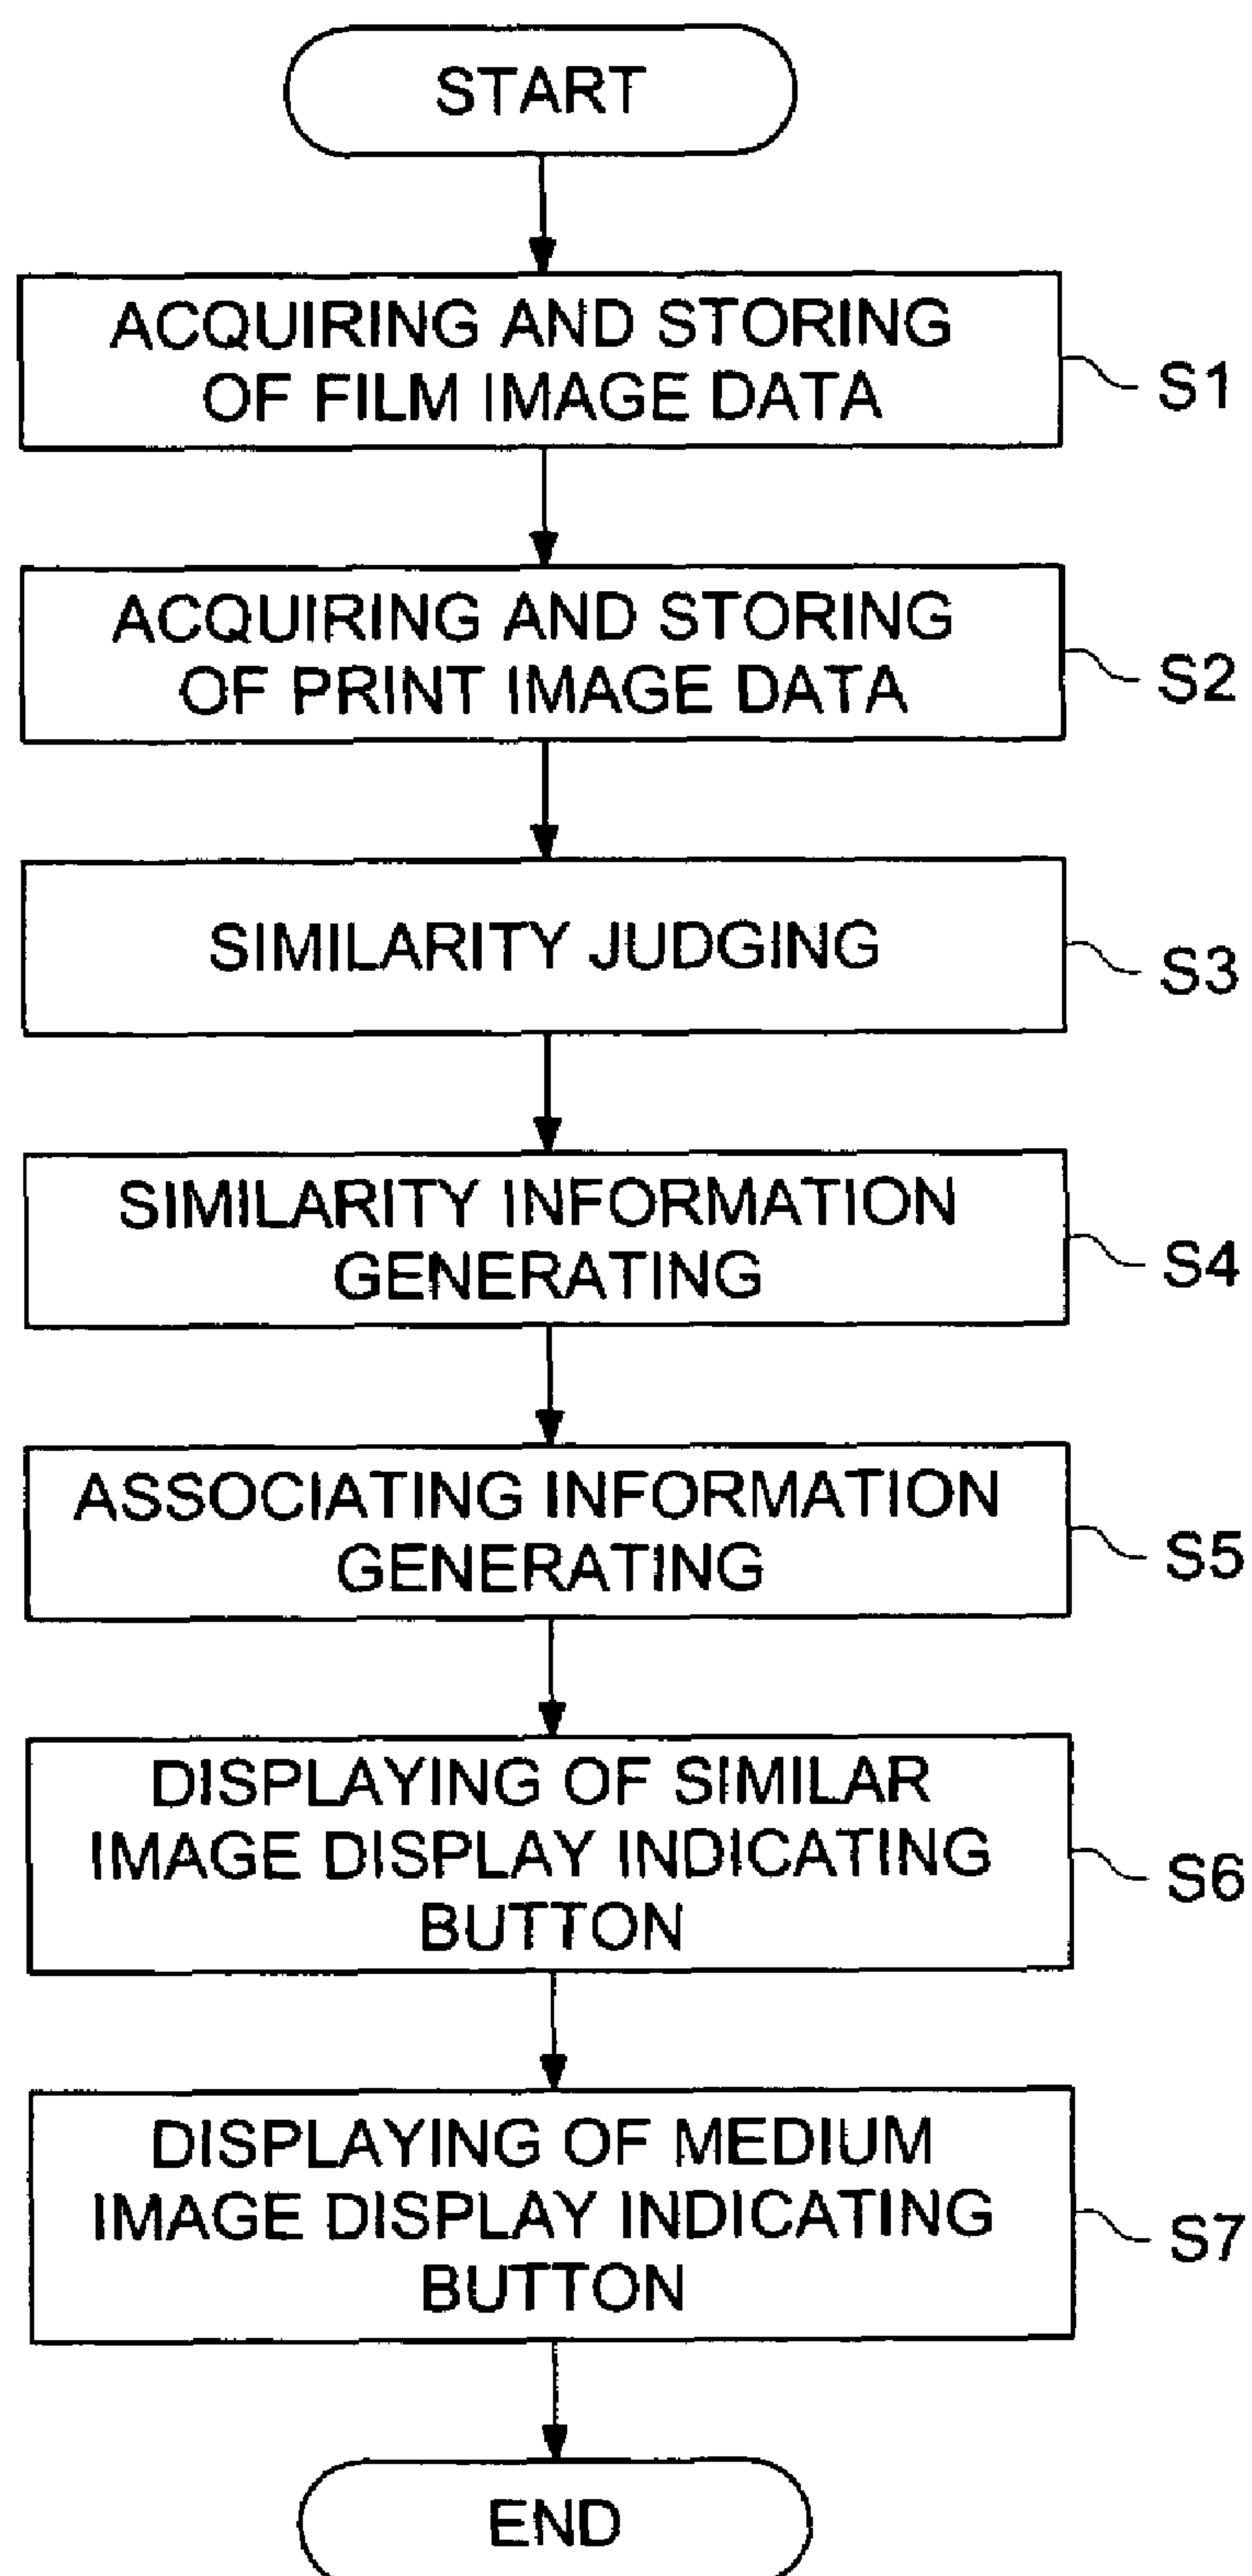 START
ACQUIRING AND STORING
OF FILM IMAGE DATA
S1
ACQUIRING AND STORING
OF PRINT IMAGE DATA
S2
SIMILARITY JUDGING
S3
SIMILARITY INFORMATION
GENERATING
S4
ASSOCIATING INFORMATION
GENERATING
S5
DISPLAYING OF SIMILAR
IMAGE DISPLAY INDICATING
BUTTON
S6
DISPLAYING OF MEDIUM
IMAGE DISPLAY INDICATING
BUTTON
S7
END